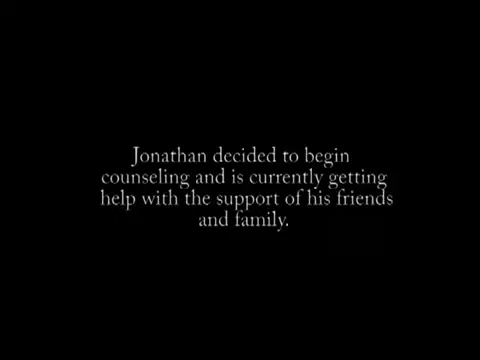 Jonathan decided to begin
counseling and is currently getting
help with the support of his friends
and family.